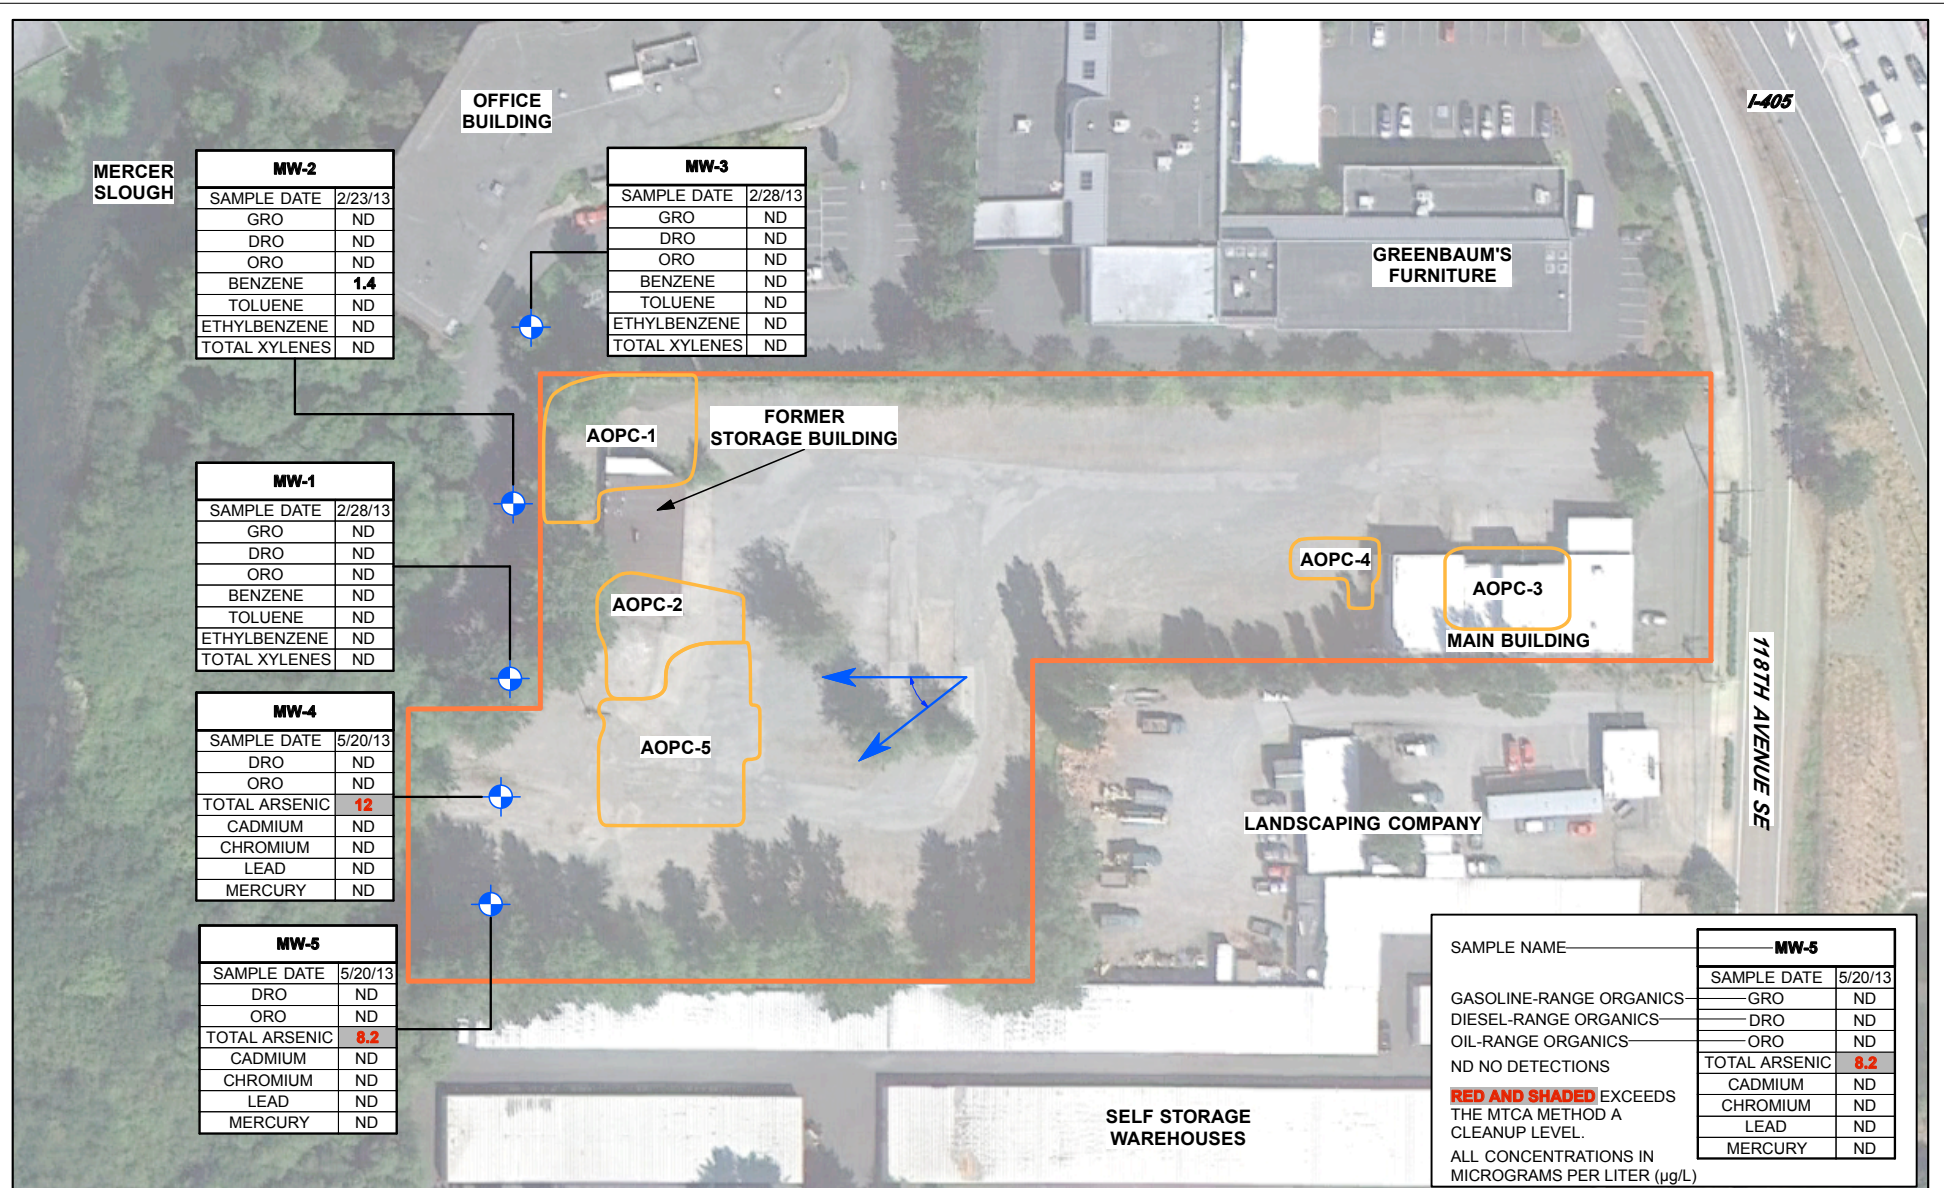 OFFICE
BUILDING
I-405
MERCER
SLOUGH
MW-2
SAMPLE DATE 2/23/13
GRO ND
DRO ND
ORO ND
BENZENE 1.4
TOLUENE ND
ETHYLBENZENE ND
TOTAL XYLENES ND
MW-3
SAMPLE DATE 2/28/13
GRO ND
DRO ND
ORO ND
BENZENE ND
TOLUENE ND
ETHYLBENZENE ND
TOTAL XYLENES ND
GREENBAUM'S
FURNITURE
AOPC-1
FORMER
STORAGE BUILDING
MW-1
SAMPLE DATE 2/28/13
GRO ND
DRO ND
ORO ND
BENZENE ND
TOLUENE ND
ETHYLBENZENE ND
TOTAL XYLENES ND
AOPC-2
AOPC-4
AOPC-3
MAIN BUILDING
118TH AVENUE SE
MW-4
SAMPLE DATE 5/20/13
DRO ND
ORO ND
TOTAL ARSENIC 12
CADMIUM ND
CHROMIUM ND
LEAD ND
MERCURY ND
AOPC-5
LANDSCAPING COMPANY
MW-5
SAMPLE DATE 5/20/13
DRO ND
ORO ND
TOTAL ARSENIC 8.2
CADMIUM ND
CHROMIUM ND
LEAD ND
MERCURY ND
SELF STORAGE
WAREHOUSES
SAMPLE NAME
GASOLINE-RANGE ORGANICS
DIESEL-RANGE ORGANICS
OIL-RANGE ORGANICS
ND NO DETECTIONS
RED AND SHADED EXCEEDS
THE MTCA METHOD A
CLEANUP LEVEL.
ALL CONCENTRATIONS IN
MICROGRAMS PER LITER (µg/L)
MW-5
SAMPLE DATE 5/20/13
GRO ND
DRO ND
ORO ND
TOTAL ARSENIC 8.2
CADMIUM ND
CHROMIUM ND
LEAD ND
MERCURY ND